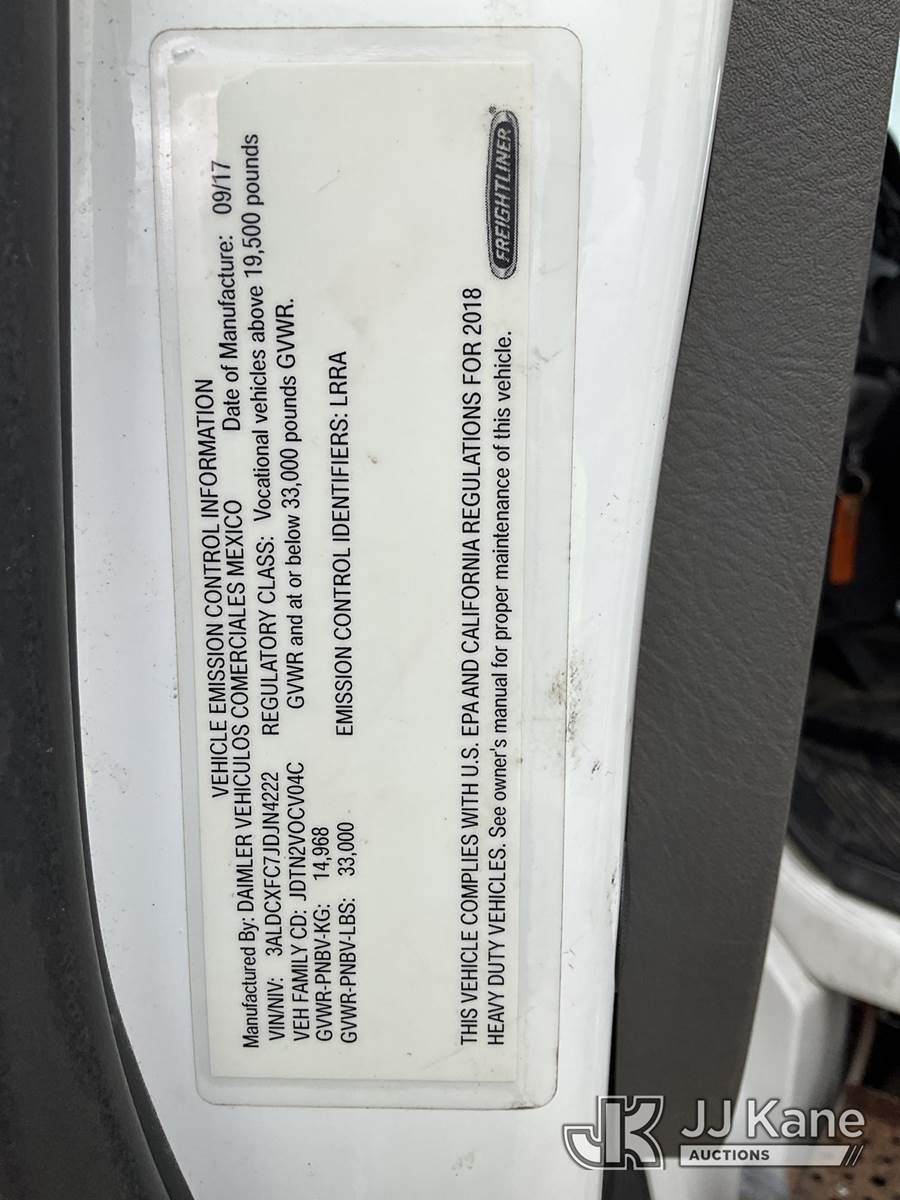 VEHICLE EMISSION CONTROL INFORMATION
Manufactured By: DAIMLER VEHICULOS COMERCIALES MEXICO Date of Manufacture: 09/17
VIN/NIV: 3ALDCXFC7JDJN4222 REGULATORY CLASS: Vocational vehicles above 19,500 pounds
VEH FAMILY CD: JDTN2VOCV04C GVWR and at or below 33,000 pounds GVWR.
GVWR-PNBV-KG: 14,968
GVWR-PNBV-LBS: 33,000 EMISSION CONTROL IDENTIFIERS: LRRA
THIS VEHICLE COMPLIES WITH U.S. EPA AND CALIFORNIA REGULATIONS FOR 2018
HEAVY DUTY VEHICLES. See owner's manual for proper maintenance of this vehicle.
FREIGHTLINER®
JK JJ Kane
AUCTIONS